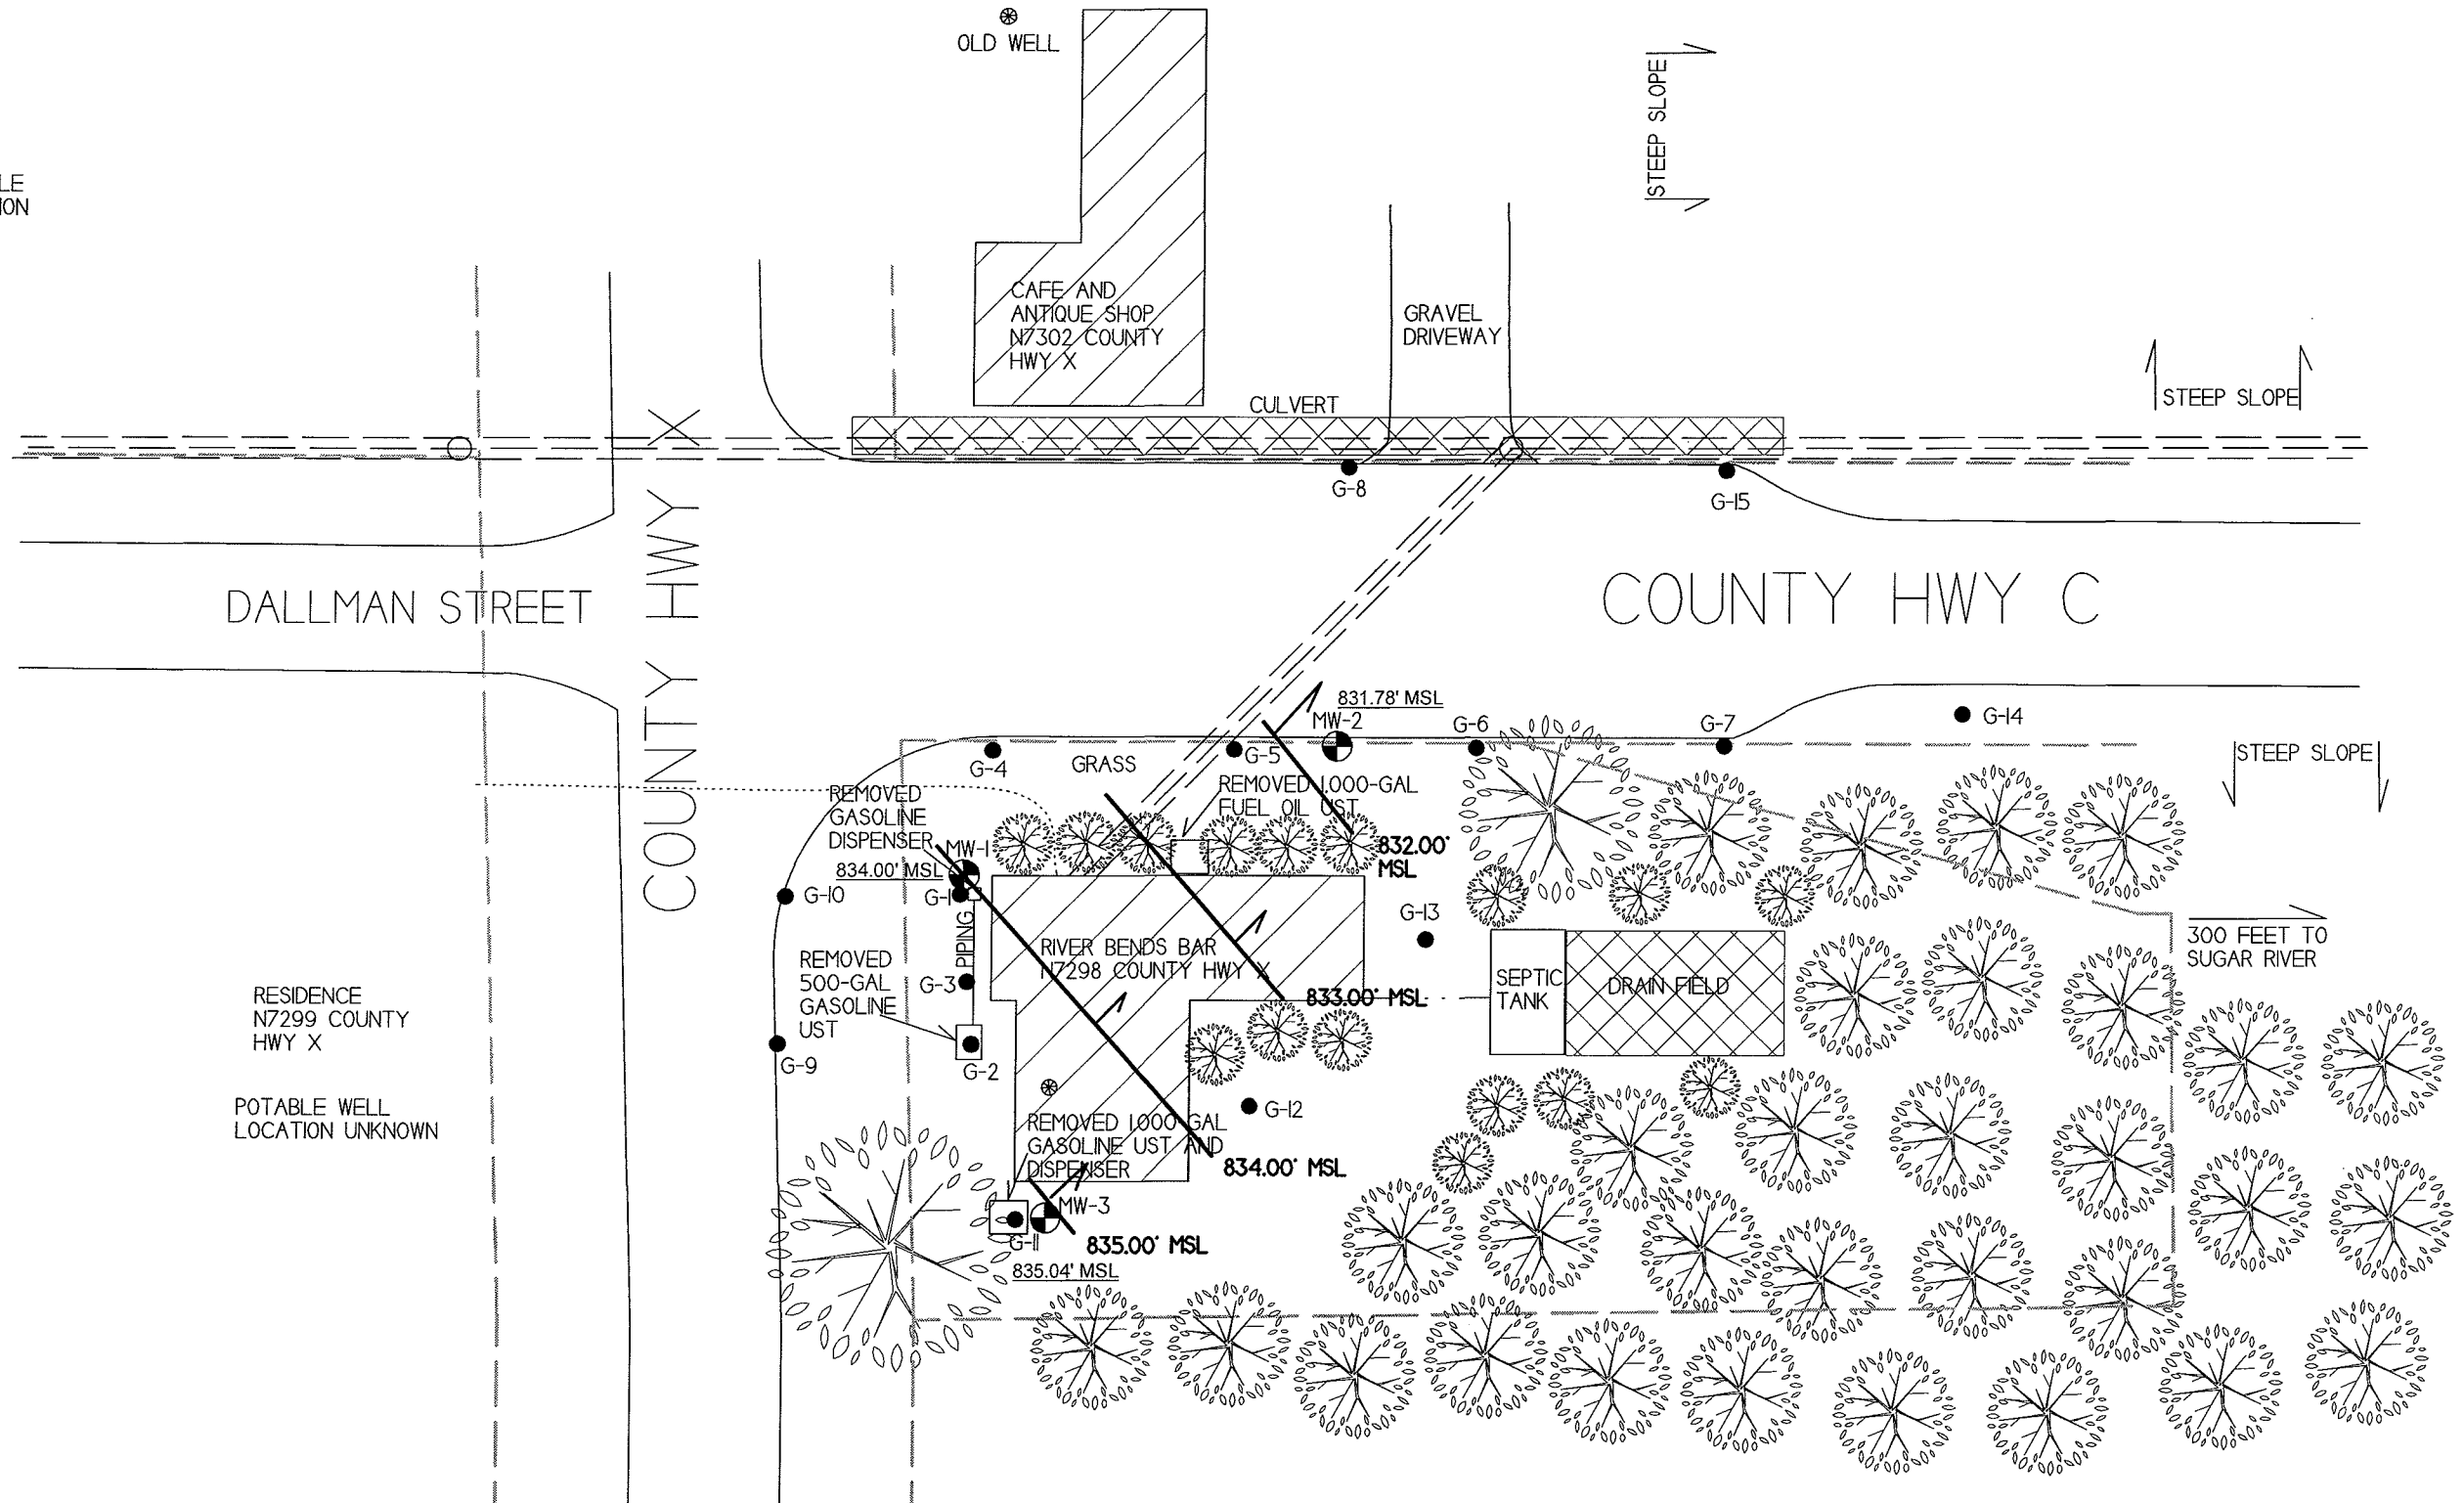 OLD WELL
STEEP SLOPE
CAFE AND
ANTIQUE SHOP
N7302 COUNTY
HWY X
GRAVEL
DRIVEWAY
STEEP SLOPE
CULVERT
G-8
G-15
DALLMAN STREET
COUNTY HWY X
COUNTY HWY C
831.78' MSL
MW-2
G-6
G-7
G-14
G-4
GRASS
G-5
STEEP SLOPE
REMOVED 1,000-GAL
FUEL OIL UST
REMOVED
GASOLINE
DISPENSER
MW-1
834.00' MSL
832.00'
MSL
G-10
G-1
PIPING
G-13
RIVER BENDS BAR
N7298 COUNTY HWY X
300 FEET TO
SUGAR RIVER
REMOVED
500-GAL
GASOLINE
UST
G-3
SEPTIC
TANK
DRAIN FIELD
833.00' MSL
RESIDENCE
N7299 COUNTY
HWY X
G-9
G-2
POTABLE WELL
LOCATION UNKNOWN
G-12
REMOVED 1000-GAL
GASOLINE UST AND
DISPENSER
834.00' MSL
MW-3
G-11
835.00' MSL
835.04' MSL